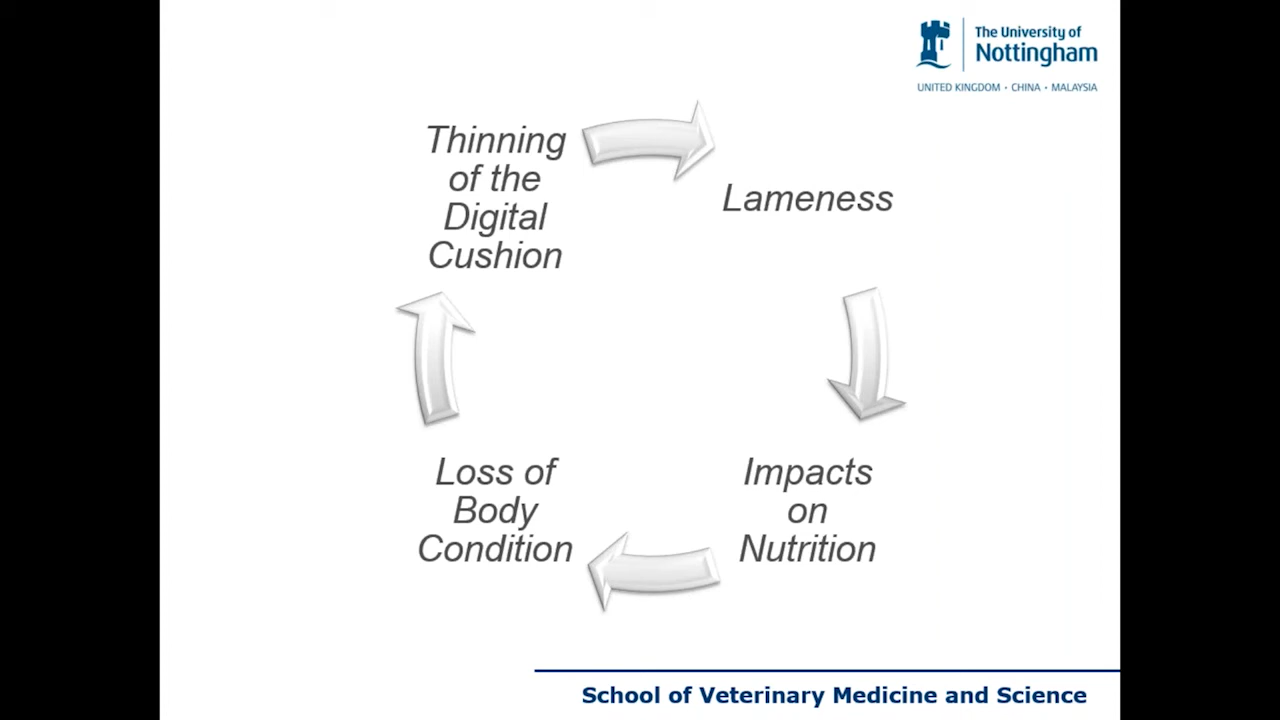 The University of
Nottingham
UNITED KINGDOM · CHINA · MALAYSIA
Thinning
of the
Digital
Cushion
Lameness
Impacts
on
Nutrition
Loss of
Body
Condition
School of Veterinary Medicine and Science